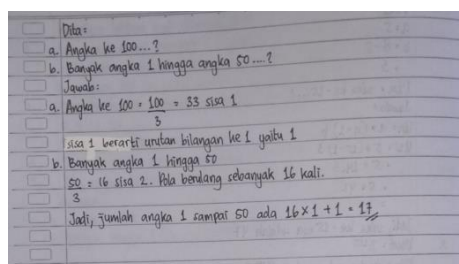 Dita:
a. Angka ke 100 ...?
b. Banyak angka 1 hingga angka 50 ....?
Jawab:
a. Angka ke 100 = 100/3 = 33 sisa 1
sisa 1 berarti urutan bilangan ke 1 yaitu 1
b. Banyak angka 1 hingga 50
50/3 = 16 sisa 2. Pola berulang sebanyak 16 kali.
Jadi, jumlah angka 1 sampai 50 ada 16 x 1 + 1 = 17